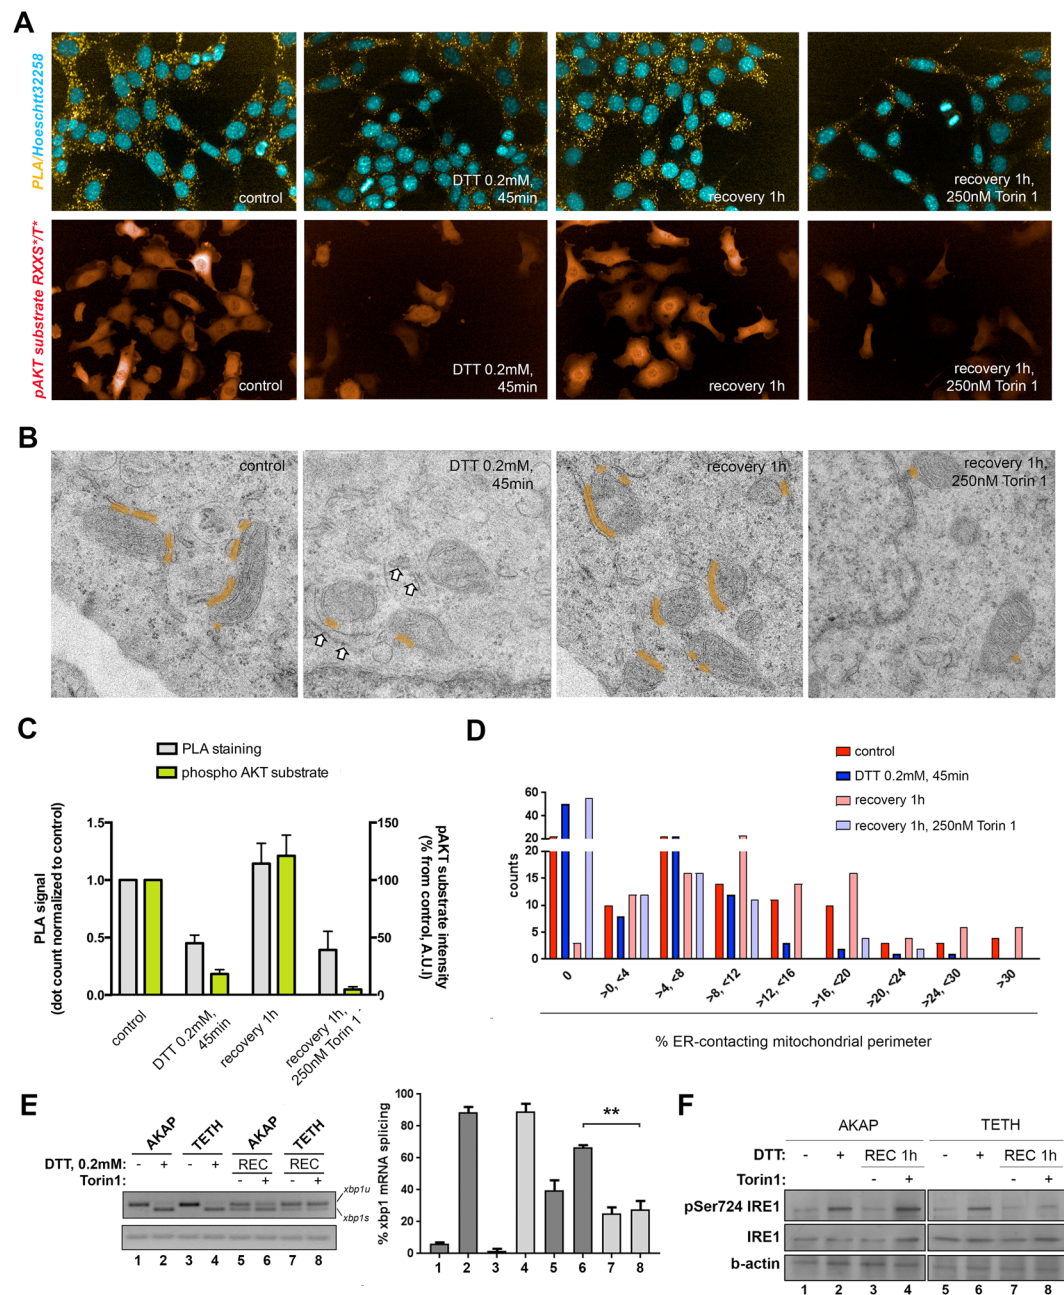 A
PLA/Hoeschtt32258
control
DTT 0.2mM,
45min
recovery 1h
recovery 1h,
250nM Torin 1
pAKT substrate RXXS*/T*
control
DTT 0.2mM,
45min
recovery 1h
recovery 1h,
250nM Torin 1
B
control
DTT 0.2mM,
45min
recovery 1h
recovery 1h,
250nM Torin 1
C
PLA staining
phospho AKT substrate
PLA signal
(dot count normalized to control)
1.5
1.0
0.5
0.0
150
100
50
0
pAKT substrate intensity
(% from control, A.U.I)
control
DTT 0.2mM,
45min
recovery 1h
recovery 1h,
250nM Torin 1
D
control
DTT 0.2mM, 45min
recovery 1h
recovery 1h, 250nM Torin 1
counts
60
40
20
20
15
10
5
0
0
>0, <4
>4, <8
>8, <12
>12, <16
>16, <20
>20, <24
>24, <30
>30
% ER-contacting mitochondrial perimeter
E
AKAP TETH AKAP TETH
DTT, 0.2mM: - + - + REC REC
Torin1: - + - +
xbp1u
xbp1s
1 2 3 4 5 6 7 8
% xbp1 mRNA splicing
100
80
60
40
20
0
**
1 2 3 4 5 6 7 8
F
AKAP TETH
DTT: - + REC 1h - + REC 1h
Torin1: - + - +
pSer724 IRE1
IRE1
b-actin
1 2 3 4 5 6 7 8